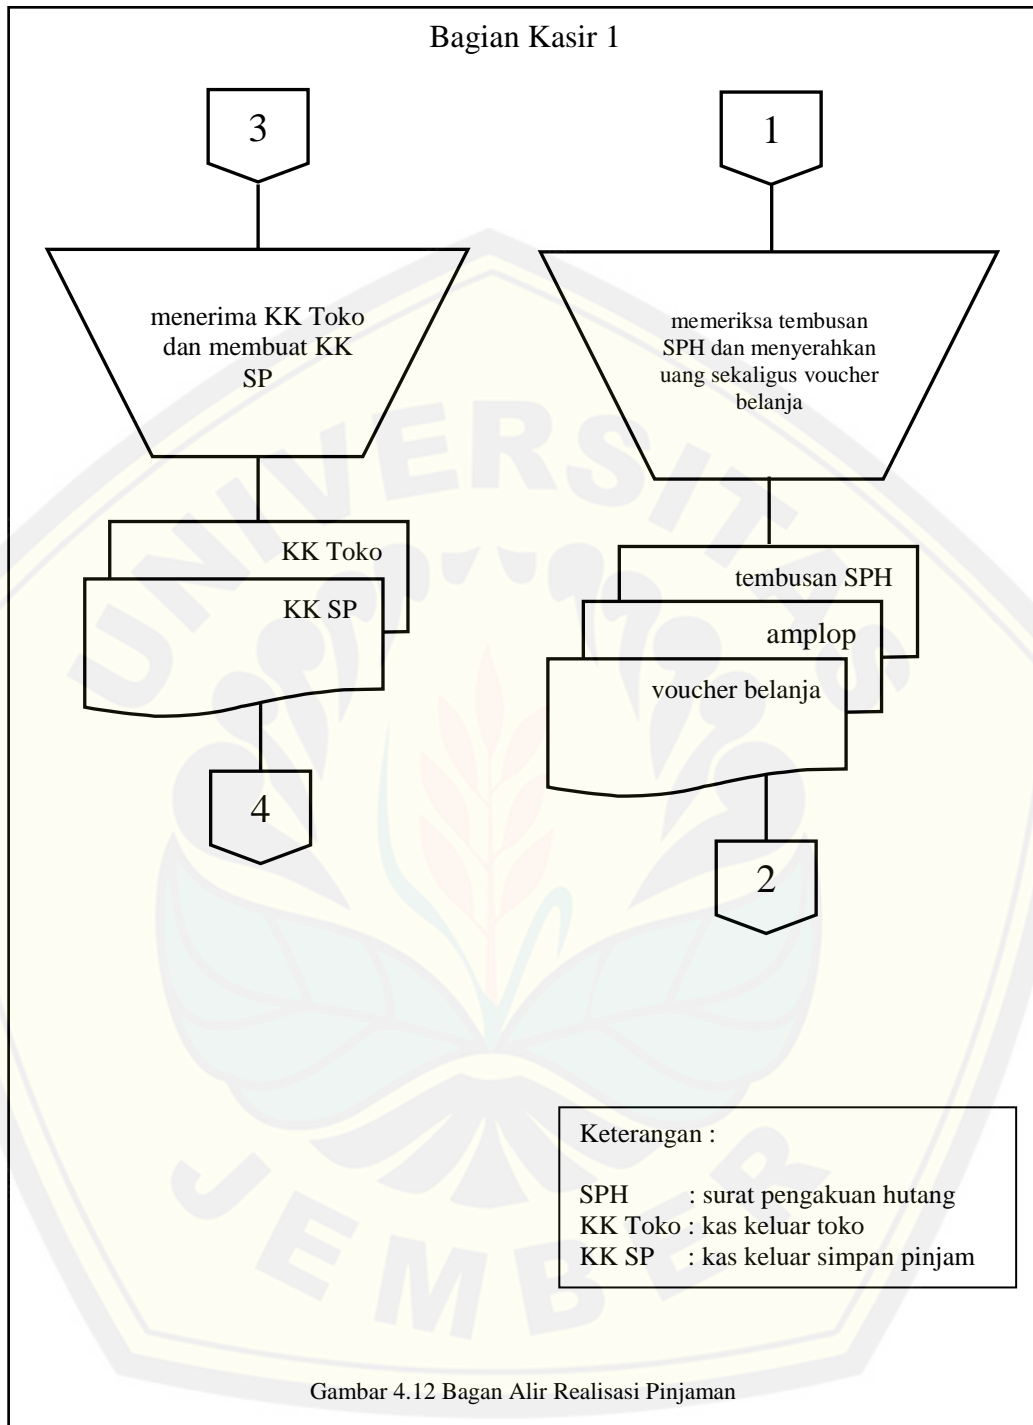 Bagian Kasir 1
3
menerima KK Toko
dan membuat KK
SP
KK Toko
KK SP
4
1
memeriksa tembusan
SPH dan menyerahkan
uang sekaligus voucher
belanja
tembusan SPH
amplop
voucher belanja
2
Keterangan :
SPH : surat pengakuan hutang
KK Toko : kas keluar toko
KK SP : kas keluar simpan pinjam
Gambar 4.12 Bagan Alir Realisasi Pinjaman
UNIVERSITAS
JEMBER